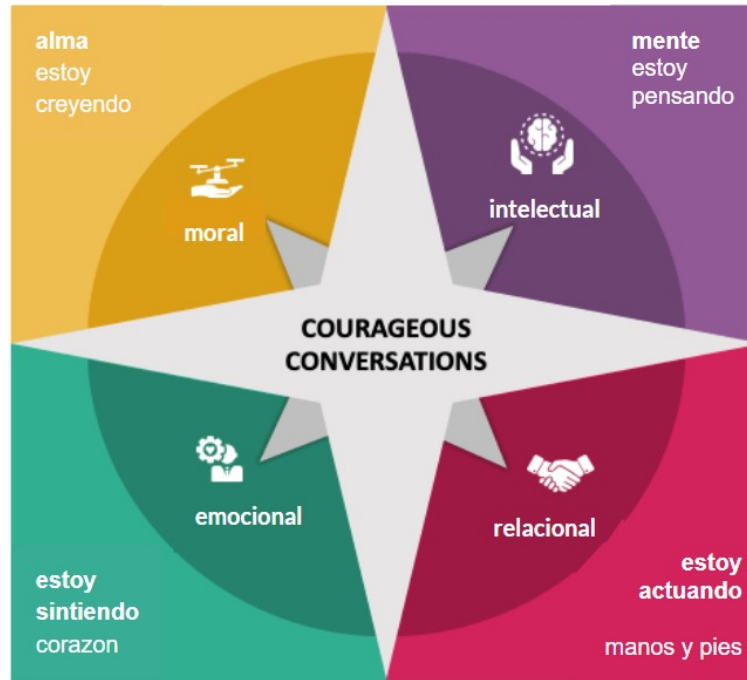 alma
estoy
creyendo
mente
estoy
pensando
moral
intelectual
COURAGEOUS
CONVERSATIONS
emocional
relacional
estoy
sintiendo
corazon
estoy
actuando
manos y pies